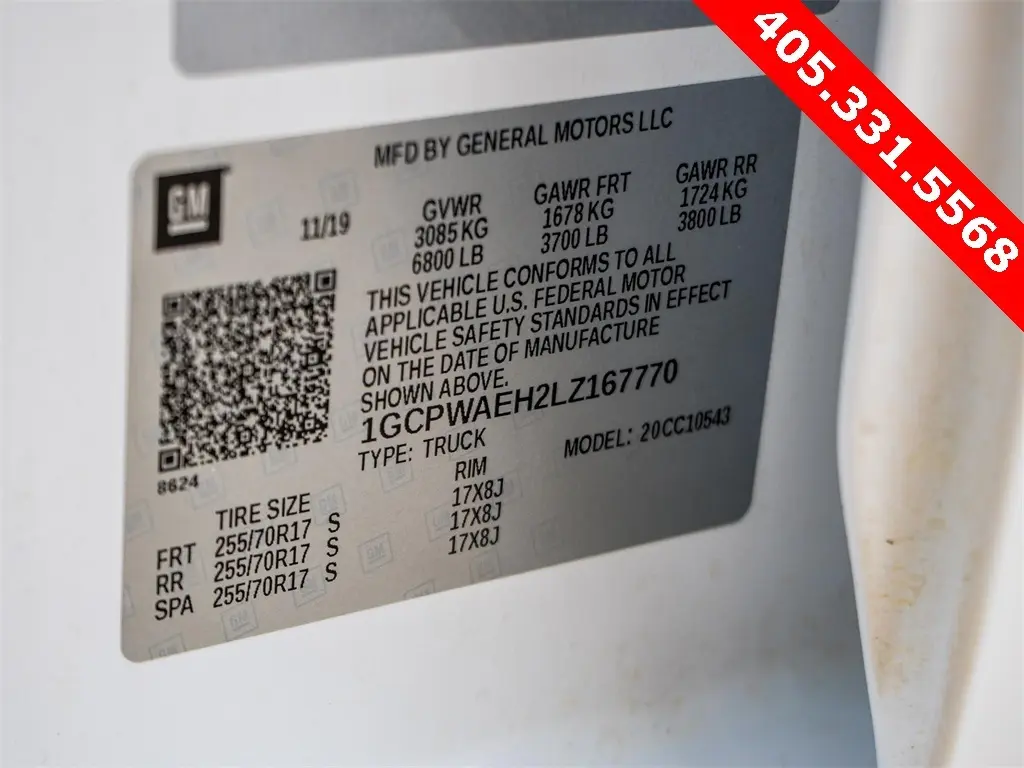 405.331.5568
MFD BY GENERAL MOTORS LLC
GM
11/19
GVWR GAWR FRT GAWR RR
3085 KG 1678 KG 1724 KG
6800 LB 3700 LB 3800 LB
THIS VEHICLE CONFORMS TO ALL
APPLICABLE U.S. FEDERAL MOTOR
VEHICLE SAFETY STANDARDS IN EFFECT
ON THE DATE OF MANUFACTURE
SHOWN ABOVE.
1GCPWAEH2LZ167770
TYPE: TRUCK MODEL: 20CC10543
8624
TIRE SIZE RIM
FRT 255/70R17 S 17X8J
RR 255/70R17 S 17X8J
SPA 255/70R17 S 17X8J